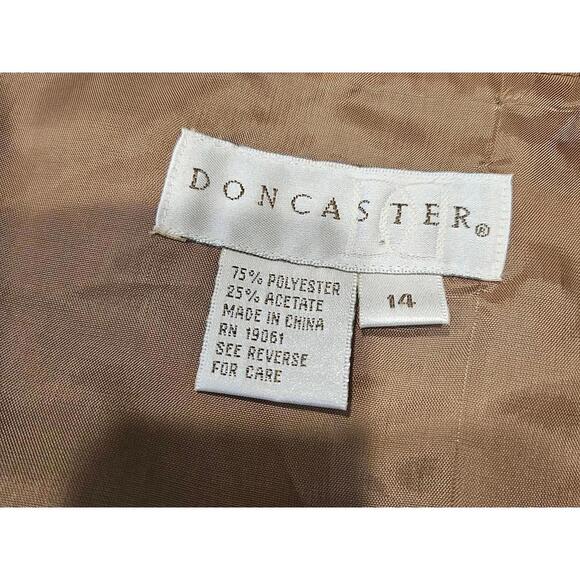 DONCASTER®
75% POLYESTER
25% ACETATE
MADE IN CHINA
RN 19061
SEE REVERSE
FOR CARE
14